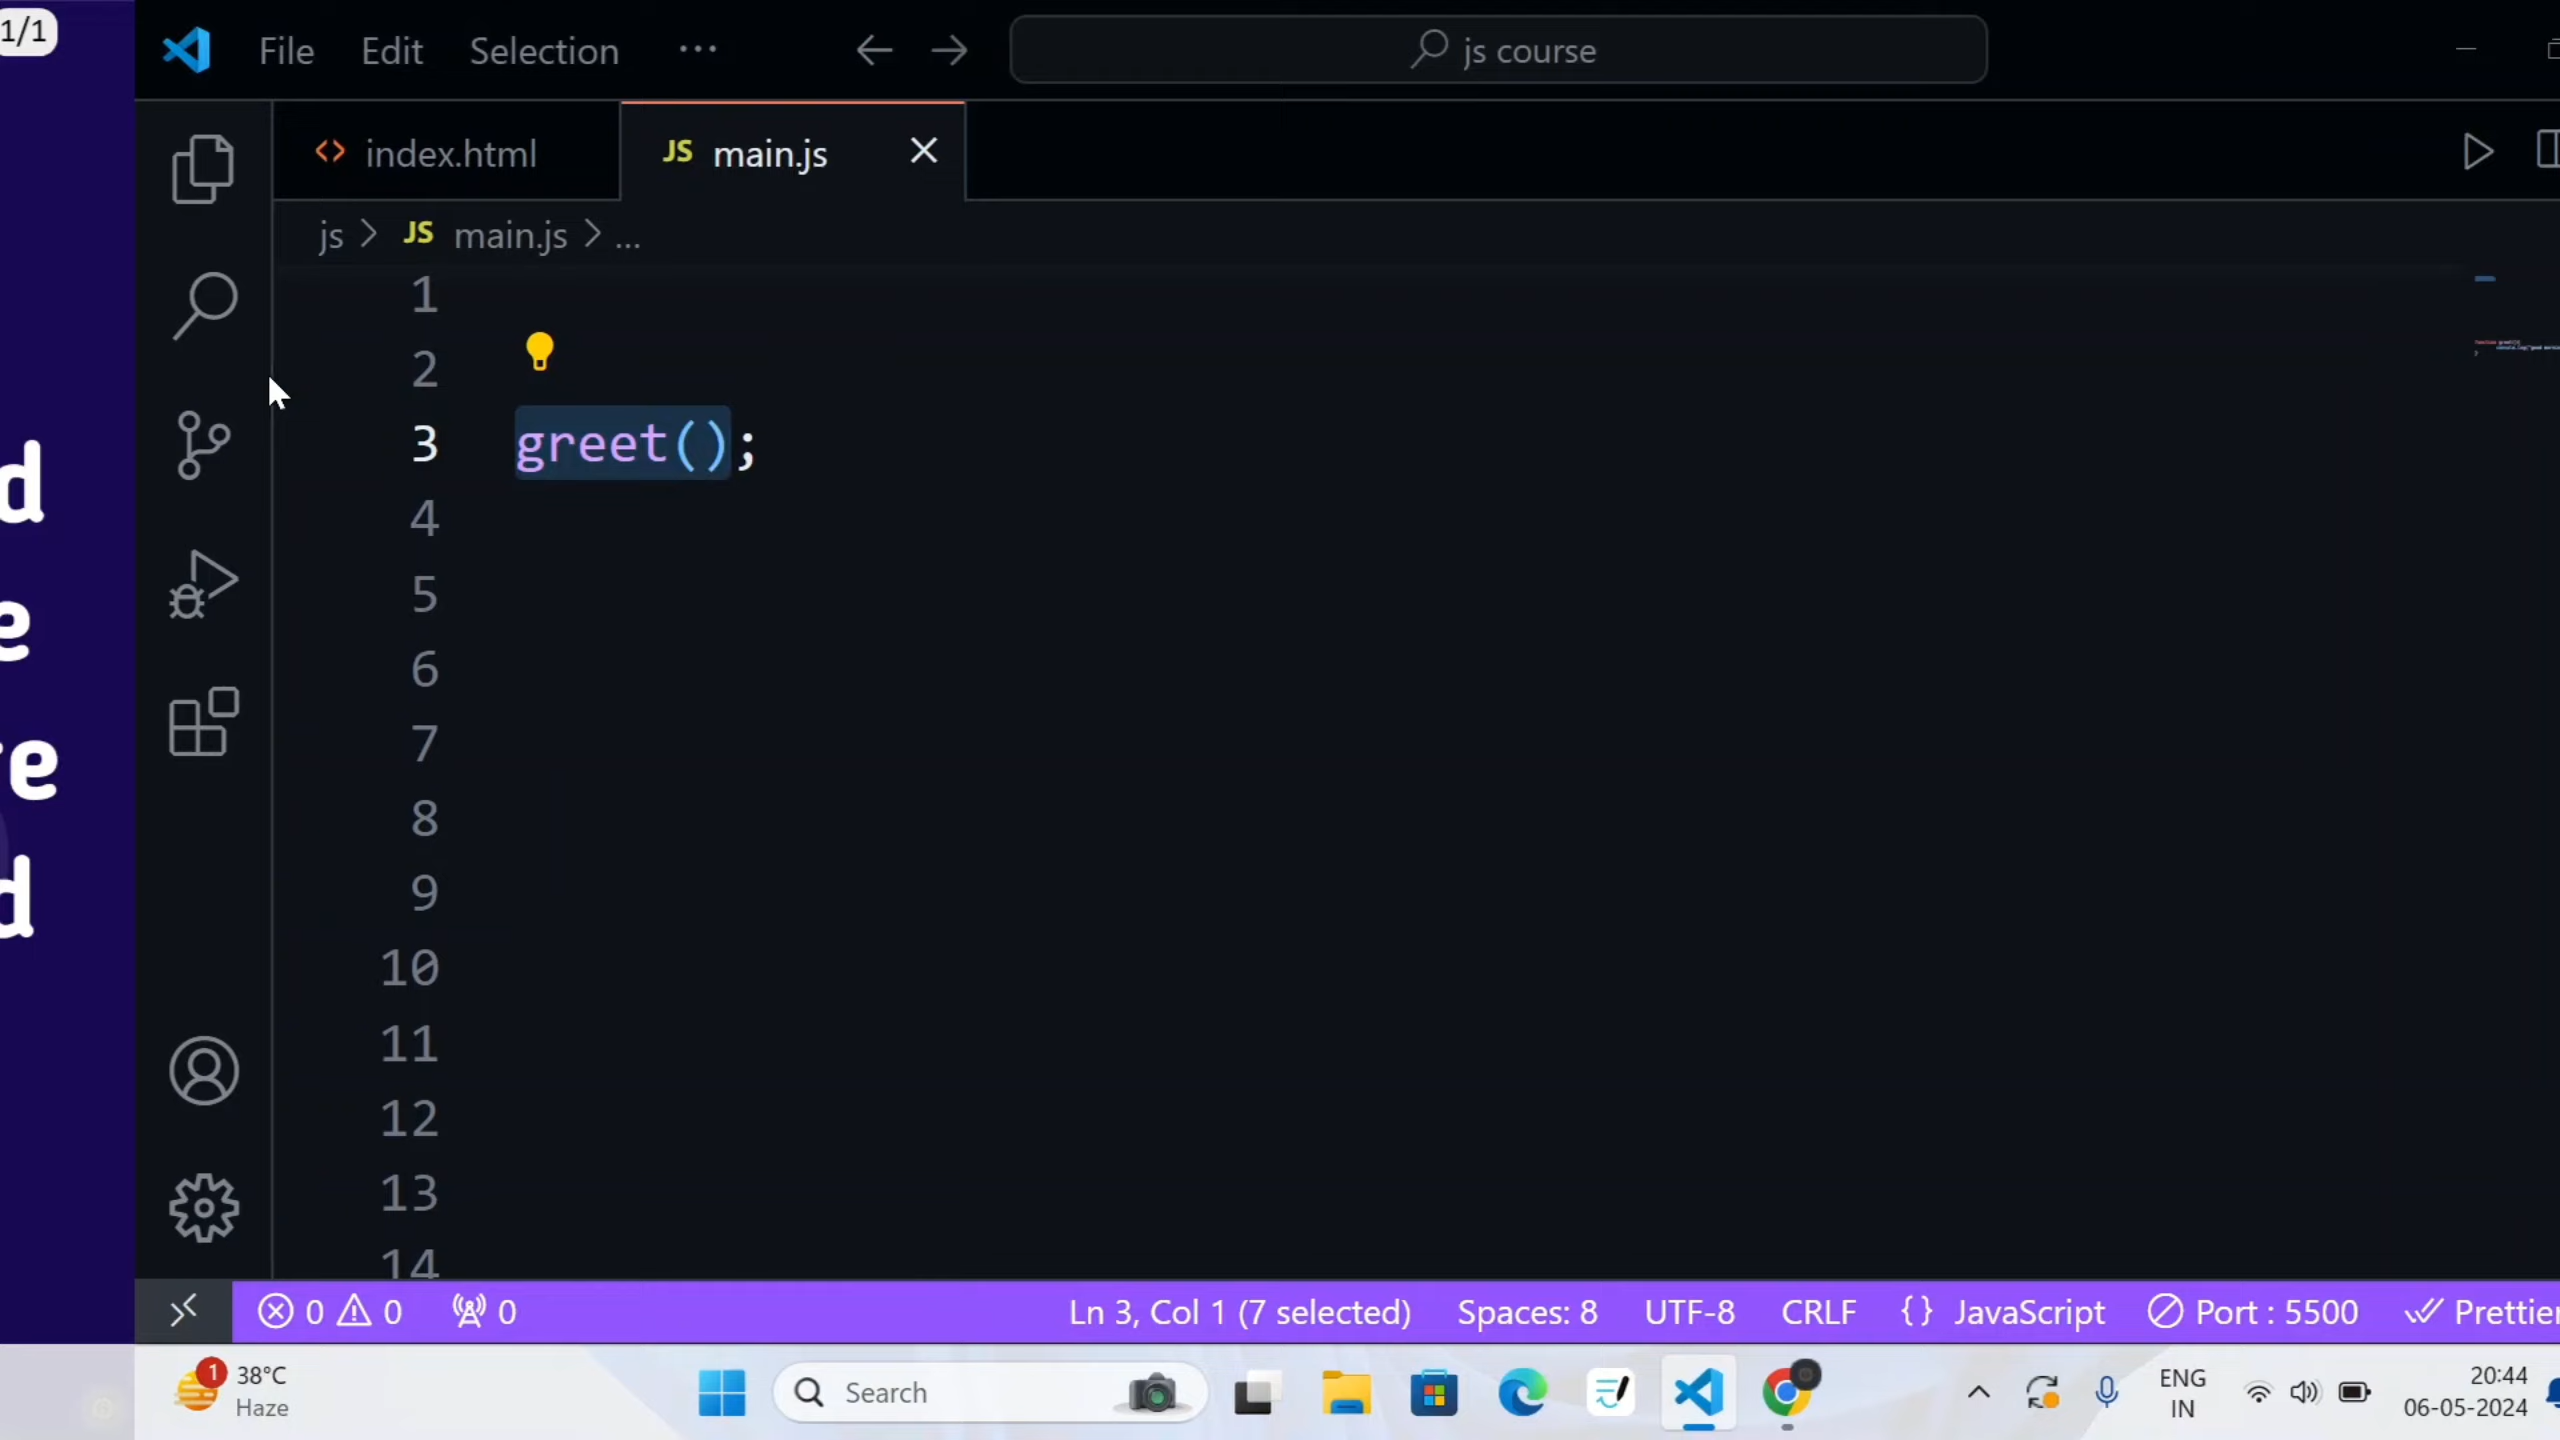 1/1
d
e
re
d
File Edit Selection ··· js course
index.html JS main.js
js > JS main.js > ...
1
2
3 greet();
4
5
6
7
8
9
10
11
12
13
14
0 0 0 Ln 3, Col 1 (7 selected) Spaces: 8 UTF-8 CRLF {} JavaScript Port : 5500 Prettier
1 38°C
Haze
Search
ENG
IN
20:44
06-05-2024